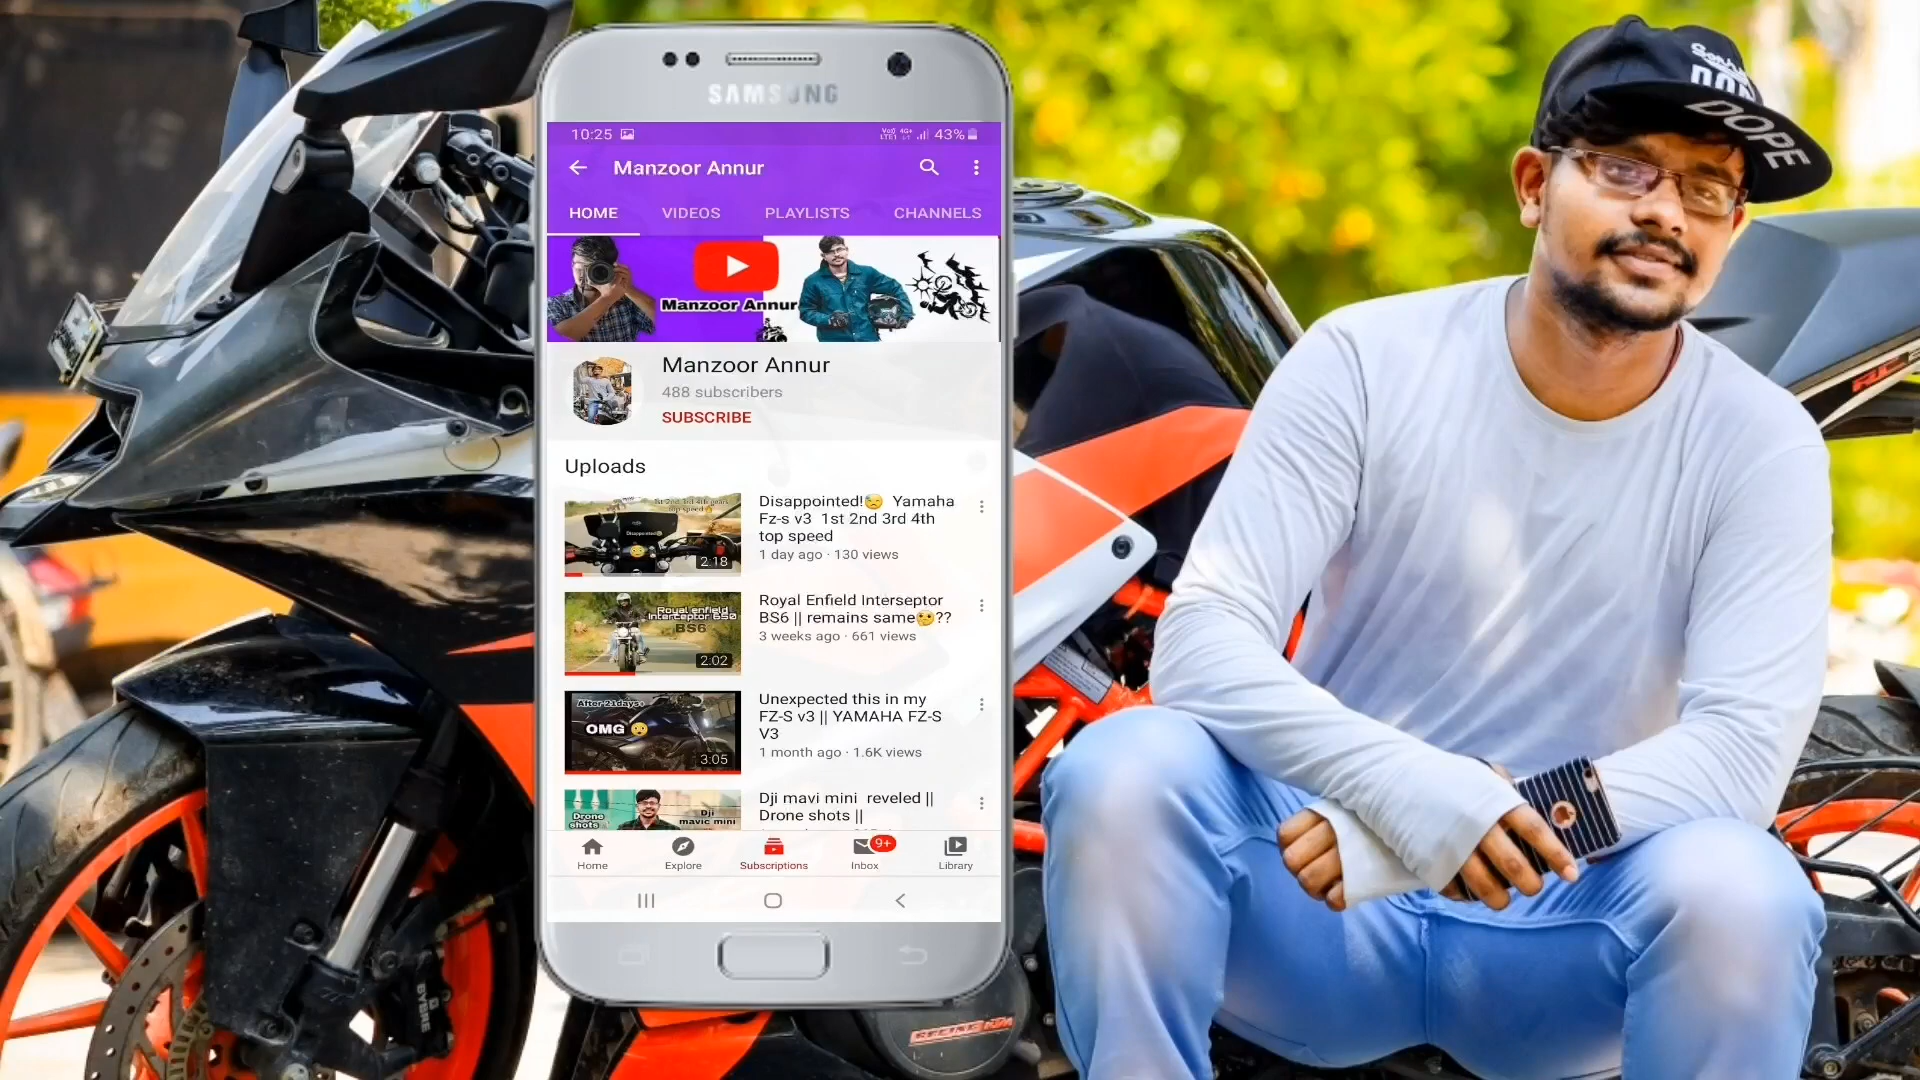 SAMSUNG
10:25
43%
Manzoor Annur
HOME VIDEOS PLAYLISTS CHANNELS
Manzoor Annur
Manzoor Annur
488 subscribers
SUBSCRIBE
Uploads
Disappointed!😓 Yamaha
Fz-s v3 1st 2nd 3rd 4th
top speed
1 day ago · 130 views
2:18
Royal enfield
Interceptor 650
BS6
2:02
Royal Enfield Interseptor
BS6 || remains same🤔??
3 weeks ago · 661 views
After 21days
OMG 😲
3:05
Unexpected this in my
FZ-S v3 || YAMAHA FZ-S
V3
1 month ago · 1.6K views
Drone
shots
Dji
mavic mini
Dji mavi mini reveled ||
Drone shots ||
Home Explore Subscriptions Inbox Library
9+
DOPE
BYBRE